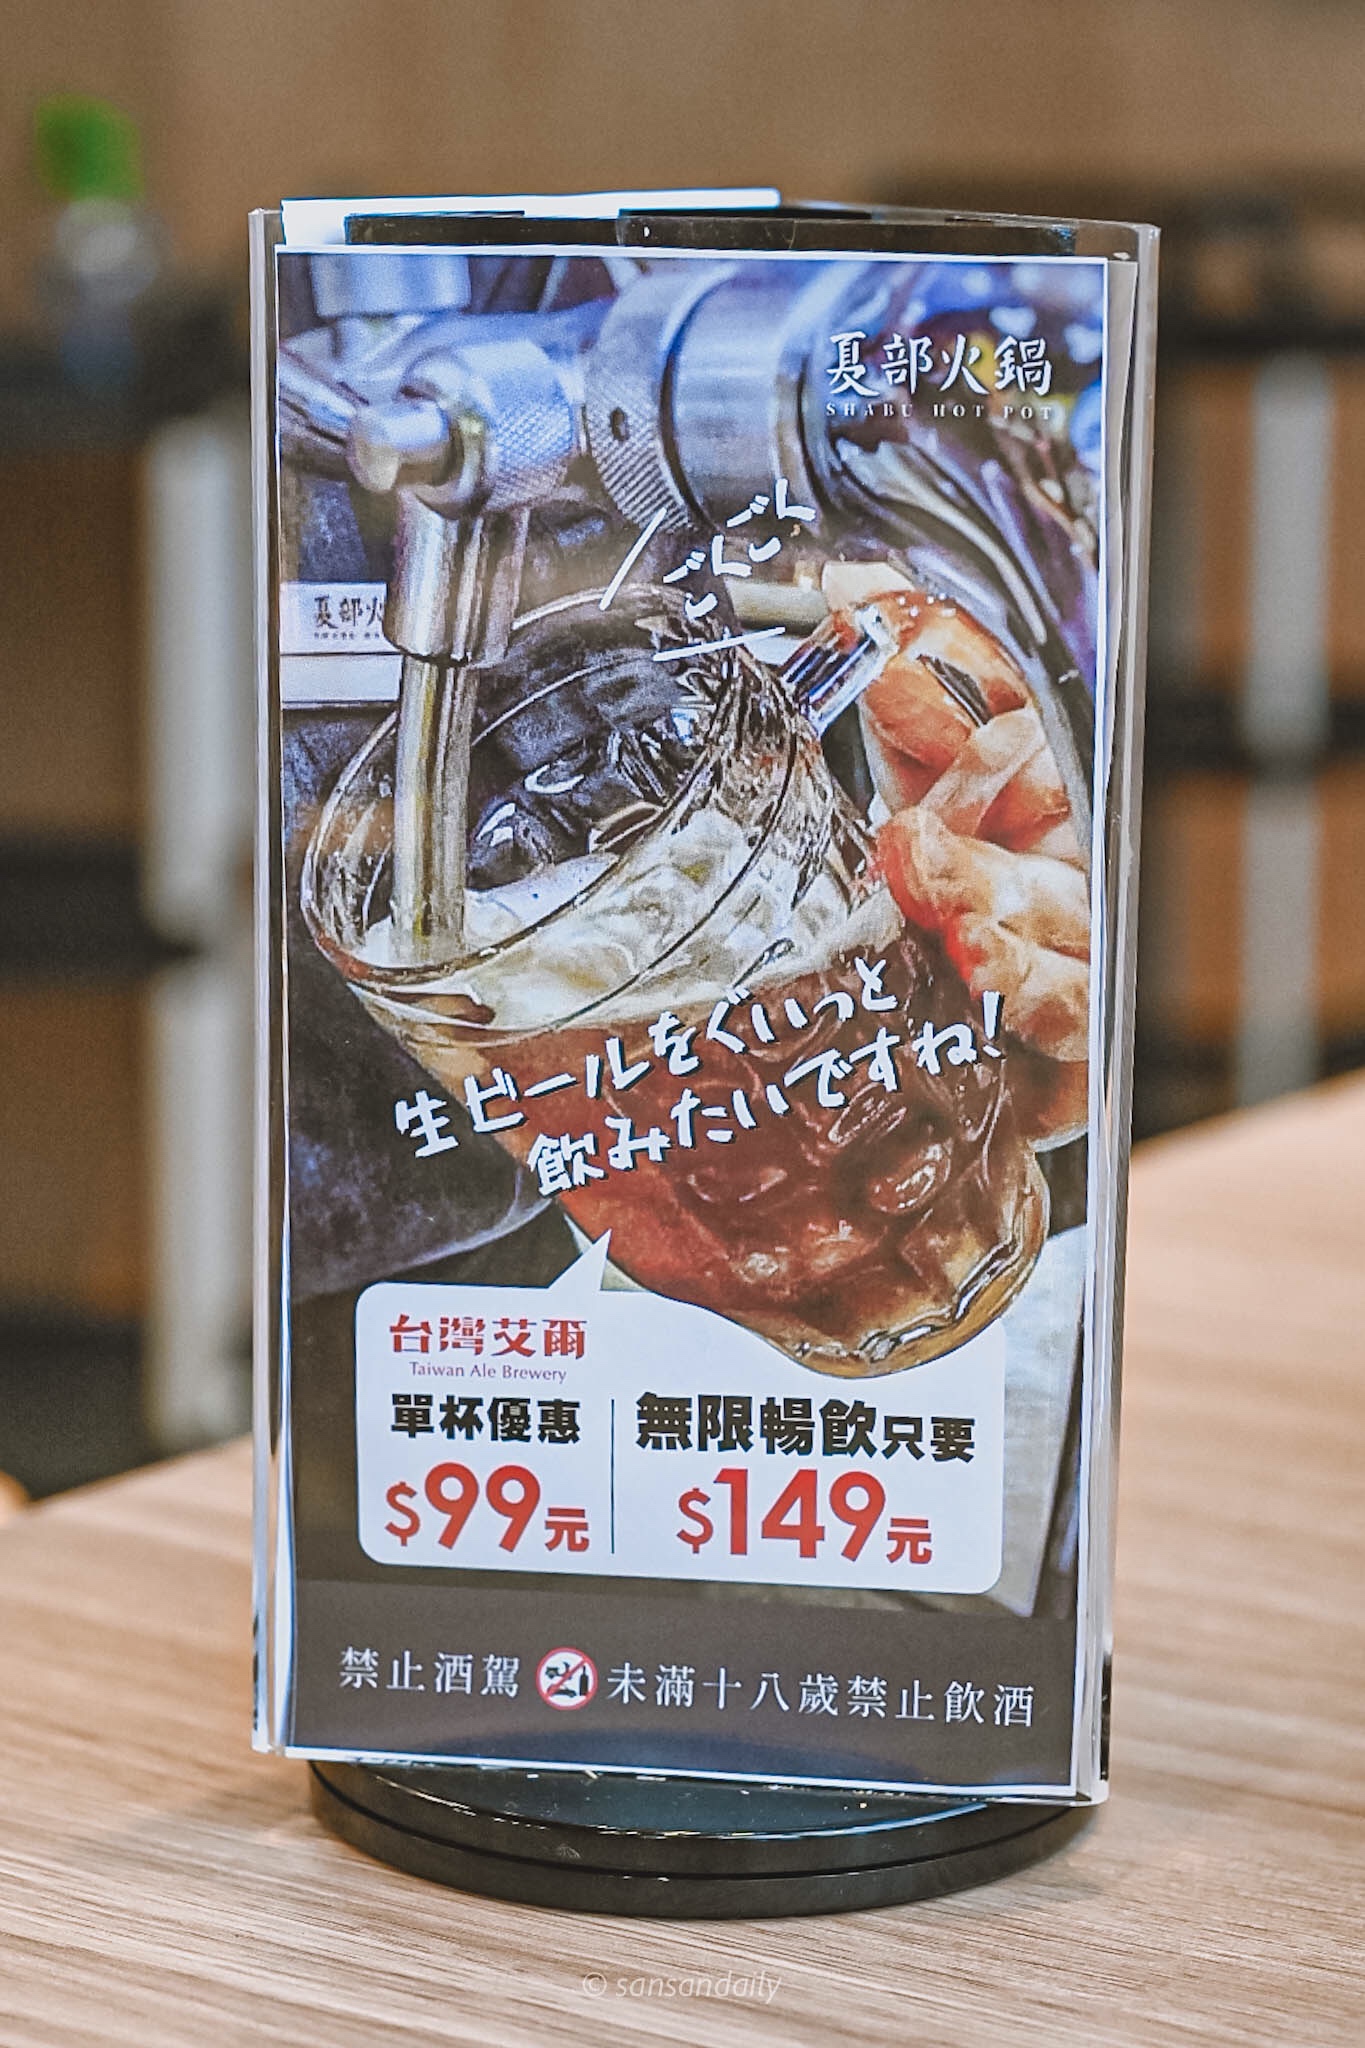 夏部火鍋
SHABU HOT POT
夏部火
生ビールをぐいっと
飲みたいですね!
台灣艾爾
Taiwan Ale Brewery
單杯優惠
$99元
無限暢飲只要
$149元
禁止酒駕 未滿十八歲禁止飲酒
© sansandaily